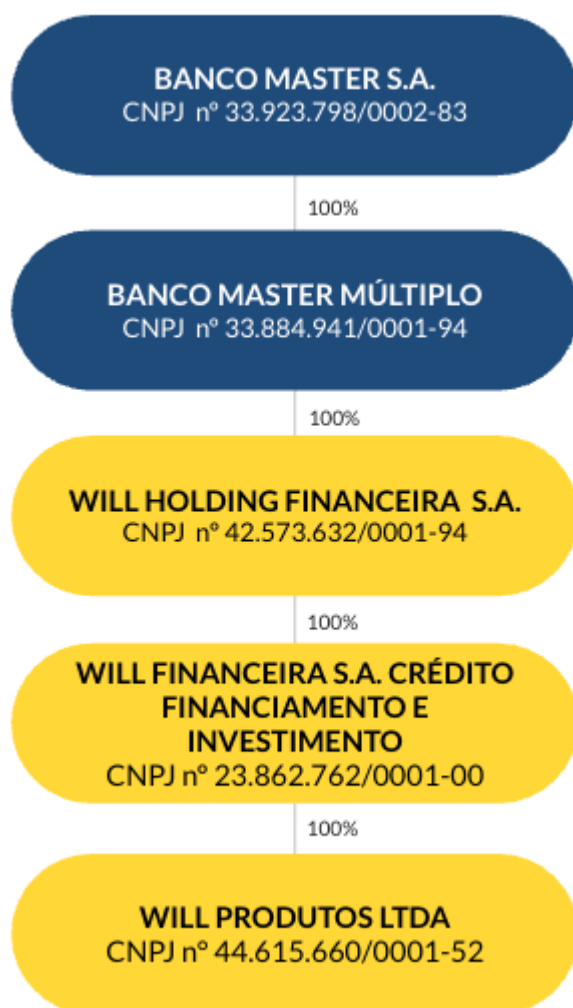 BANCO MASTER S.A.
CNPJ nº 33.923.798/0002-83
100%
BANCO MASTER MÚLTIPLO
CNPJ nº 33.884.941/0001-94
100%
WILL HOLDING FINANCEIRA S.A.
CNPJ nº 42.573.632/0001-94
100%
WILL FINANCEIRA S.A. CRÉDITO
FINANCIAMENTO E
INVESTIMENTO
CNPJ nº 23.862.762/0001-00
100%
WILL PRODUTOS LTDA
CNPJ nº 44.615.660/0001-52